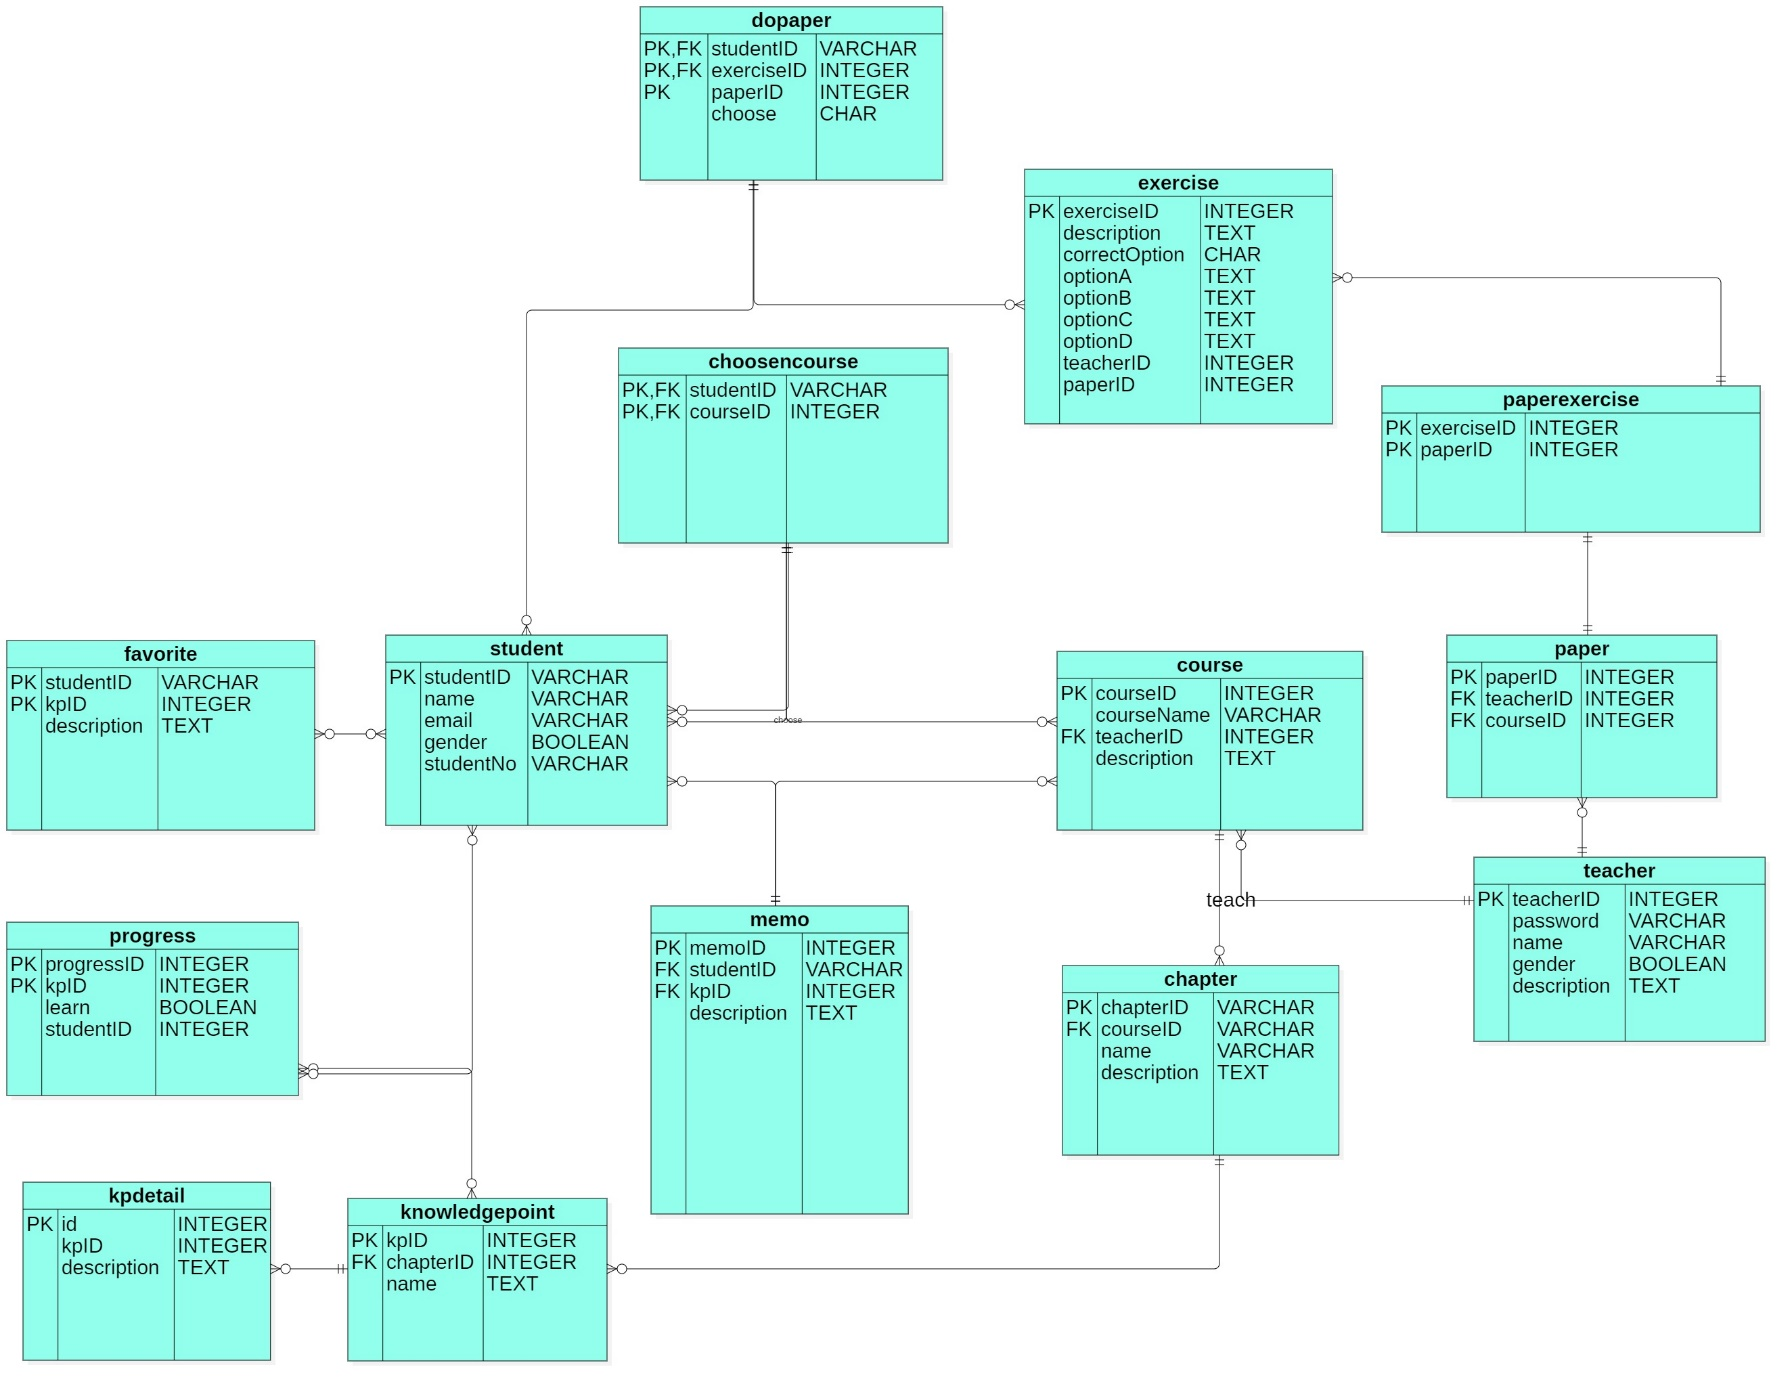 dopaper
PK,FK studentID VARCHAR
PK,FK exerciseID INTEGER
PK paperID INTEGER
choose CHAR
exercise
PK exerciseID INTEGER
description TEXT
correctOption CHAR
optionA TEXT
optionB TEXT
optionC TEXT
optionD TEXT
teacherID INTEGER
paperID INTEGER
choosencourse
PK,FK studentID VARCHAR
PK,FK courseID INTEGER
paperexercise
PK exerciseID INTEGER
PK paperID INTEGER
favorite
PK studentID VARCHAR
PK kpID INTEGER
description TEXT
student
PK studentID VARCHAR
name VARCHAR
email VARCHAR
gender BOOLEAN
studentNo VARCHAR
choose
course
PK courseID INTEGER
courseName VARCHAR
FK teacherID INTEGER
description TEXT
paper
PK paperID INTEGER
FK teacherID INTEGER
FK courseID INTEGER
teach
teacher
PK teacherID INTEGER
password VARCHAR
name VARCHAR
gender BOOLEAN
description TEXT
progress
PK progressID INTEGER
PK kpID INTEGER
learn BOOLEAN
studentID INTEGER
memo
PK memoID INTEGER
FK studentID VARCHAR
FK kpID INTEGER
description TEXT
chapter
PK chapterID VARCHAR
FK courseID VARCHAR
name VARCHAR
description TEXT
kpdetail
PK id INTEGER
kpID INTEGER
description TEXT
knowledgepoint
PK kpID INTEGER
FK chapterID INTEGER
name TEXT